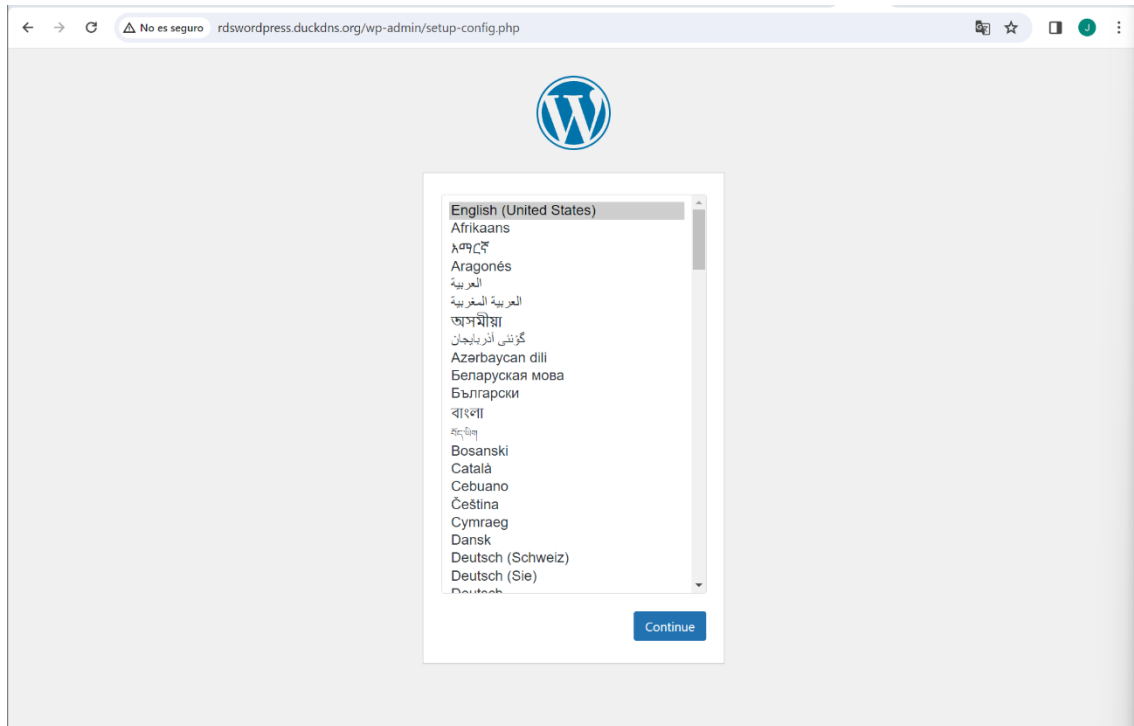 No es seguro rdswordpress.duckdns.org/wp-admin/setup-config.php
J
W
English (United States)
Afrikaans
አማርኛ
Aragonés
العربية
العربية المغربية
অসমীয়া
گؤنئی آذربایجان
Azərbaycan dili
Беларуская мова
Български
বাংলা
བོད་ཡིག
Bosanski
Català
Cebuano
Čeština
Cymraeg
Dansk
Deutsch (Schweiz)
Deutsch (Sie)
Deutsch
Continue